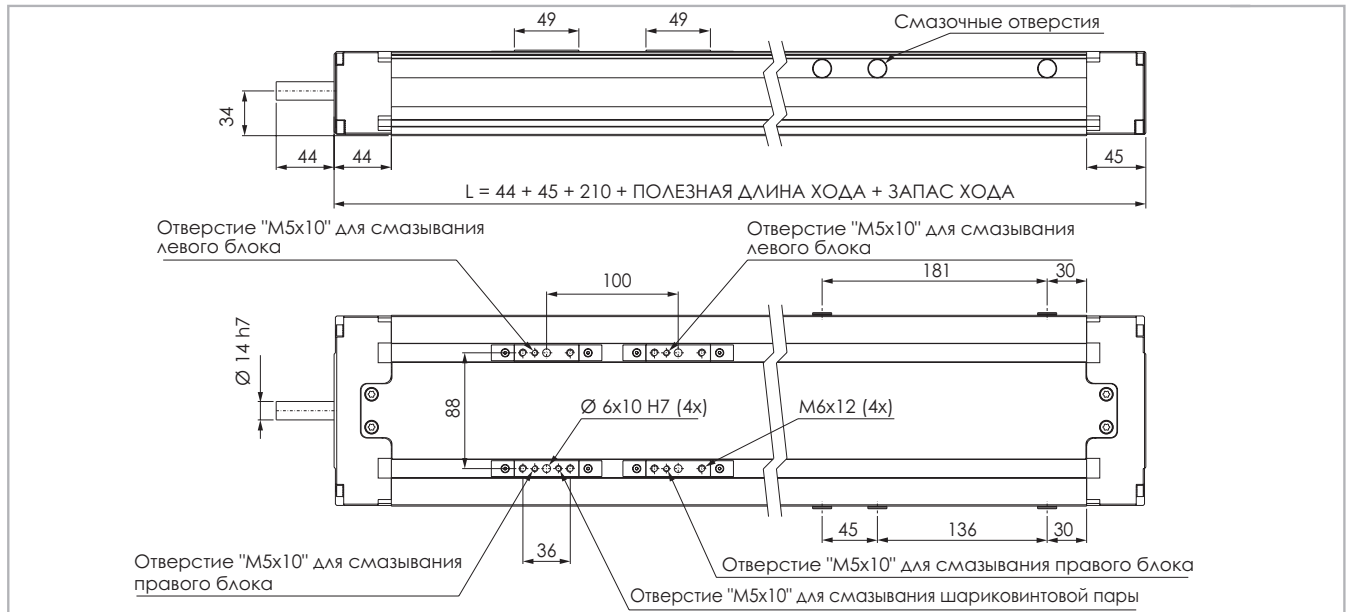 49
49
Смазочные отверстия
34
44
44
45
L = 44 + 45 + 210 + ПОЛЕЗНАЯ ДЛИНА ХОДА + ЗАПАС ХОДА
Отверстие "M5x10" для смазывания
левого блока
Отверстие "M5x10" для смазывания
левого блока
100
181
30
Ø 14 h7
88
Ø 6x10 H7 (4x)
M6x12 (4x)
36
45
136
30
Отверстие "M5x10" для смазывания
правого блока
Отверстие "M5x10" для смазывания правого блока
Отверстие "M5x10" для смазывания шариковинтовой пары